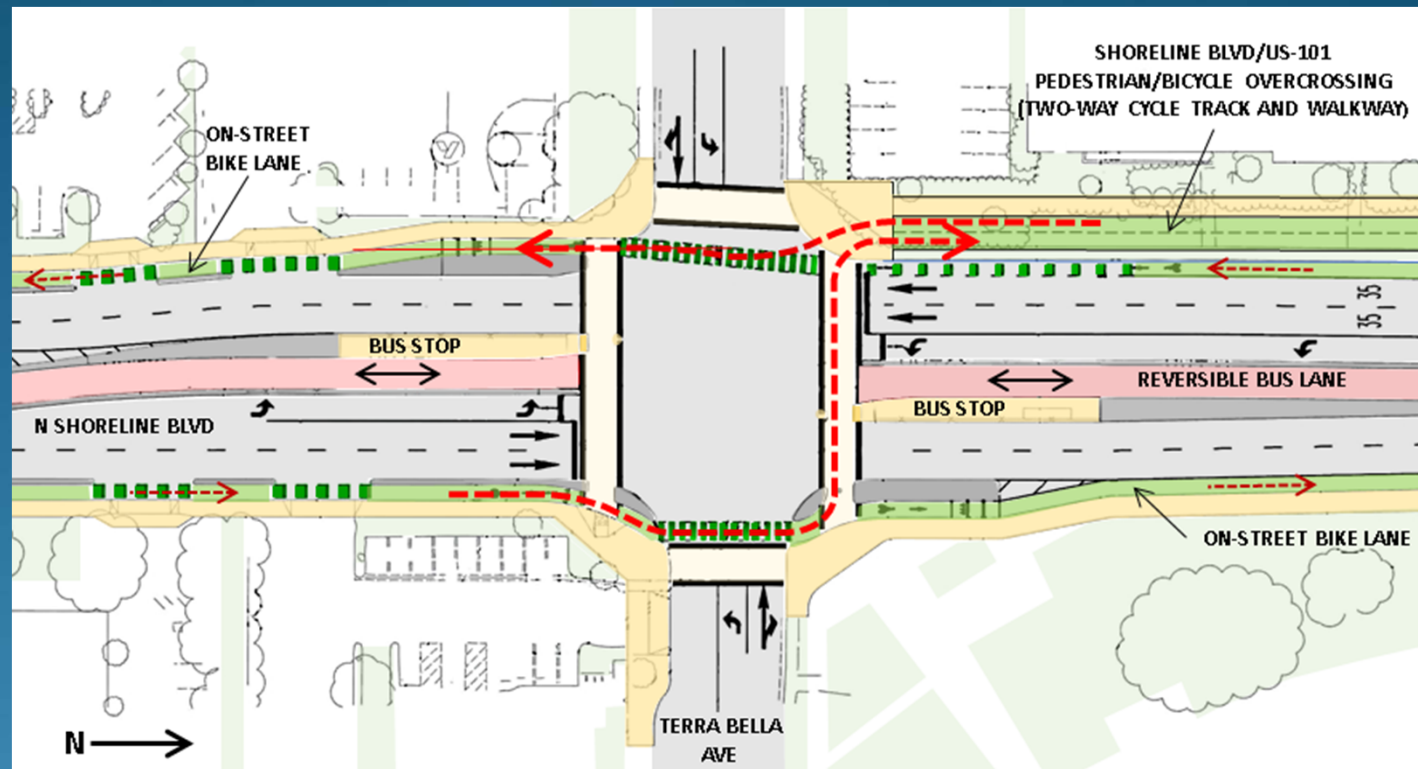 SHORELINE BLVD/US-101
PEDESTRIAN/BICYCLE OVERCROSSING
(TWO-WAY CYCLE TRACK AND WALKWAY)
ON-STREET
BIKE LANE
35
35
BUS STOP
REVERSIBLE BUS LANE
BUS STOP
N SHORELINE BLVD
ON-STREET BIKE LANE
TERRA BELLA
AVE
N